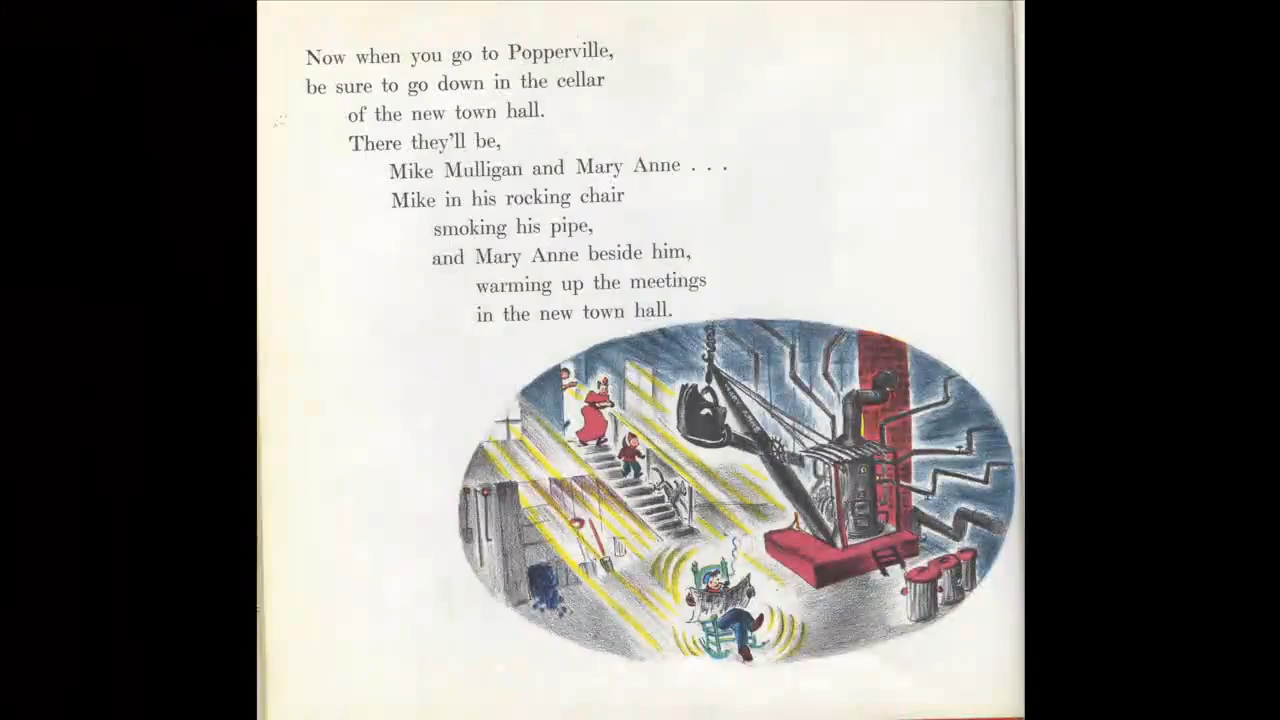 Now when you go to Popperville,
be sure to go down in the cellar
of the new town hall.
There they'll be,
Mike Mulligan and Mary Anne . . .
Mike in his rocking chair
smoking his pipe,
and Mary Anne beside him,
warming up the meetings
in the new town hall.
MARY ANNE